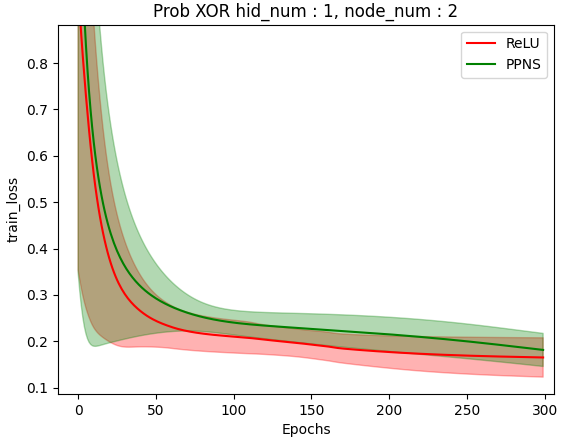 Prob XOR hid_num : 1, node_num : 2
ReLU
PPNS
train_loss
0.8
0.7
0.6
0.5
0.4
0.3
0.2
0.1
0 50 100 150 200 250 300
Epochs